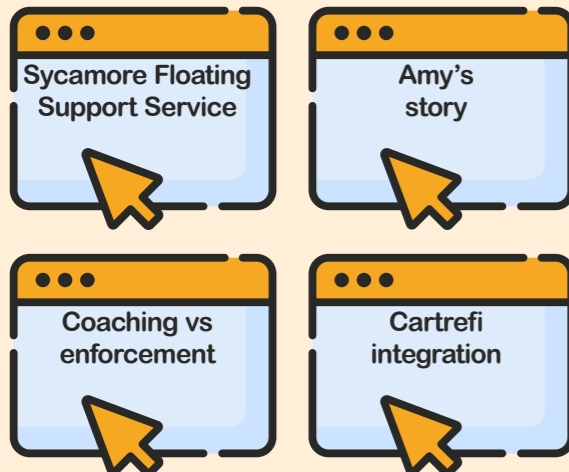 Sycamore Floating
Support Service
Amy's
story
Coaching vs
enforcement
Cartrefi
integration